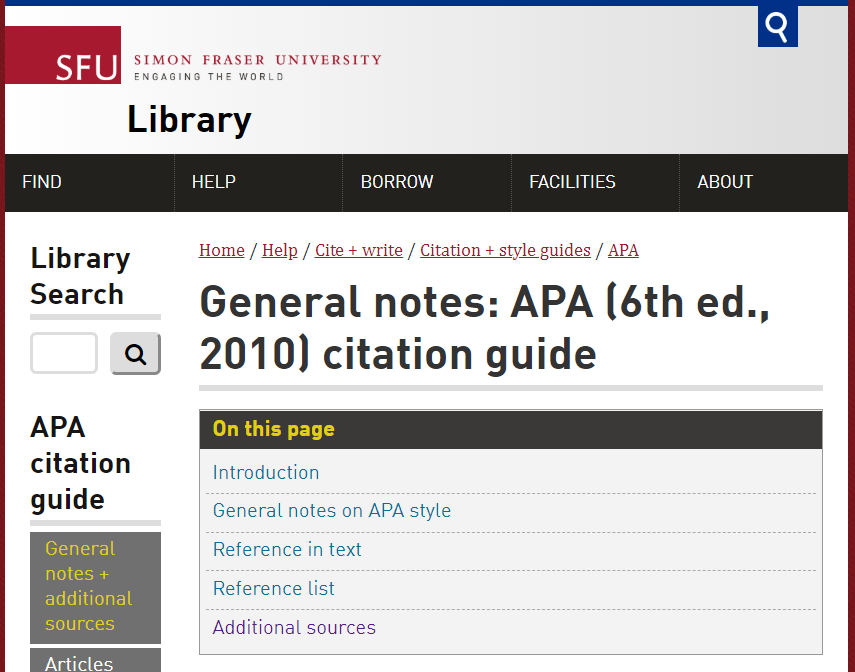 SFU SIMON FRASER UNIVERSITY
ENGAGING THE WORLD
Library
FIND HELP BORROW FACILITIES ABOUT
Library
Search
APA
citation
guide
General
notes +
additional
sources
Articles
Home / Help / Cite + write / Citation + style guides / APA
General notes: APA (6th ed.,
2010) citation guide
On this page
Introduction
General notes on APA style
Reference in text
Reference list
Additional sources